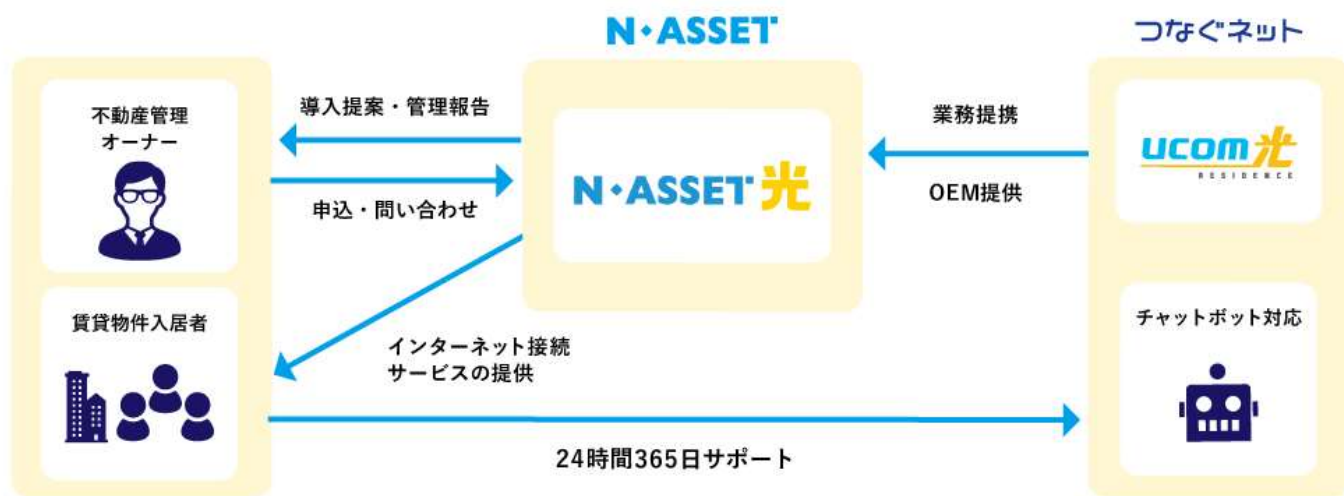 N・ASSET
つなぐネット
不動産管理
オーナー
導入提案・管理報告
申込・問い合わせ
N・ASSET光
業務提携
OEM提供
ucom光
RESIDENCE
賃貸物件入居者
インターネット接続
サービスの提供
チャットボット対応
24時間365日サポート